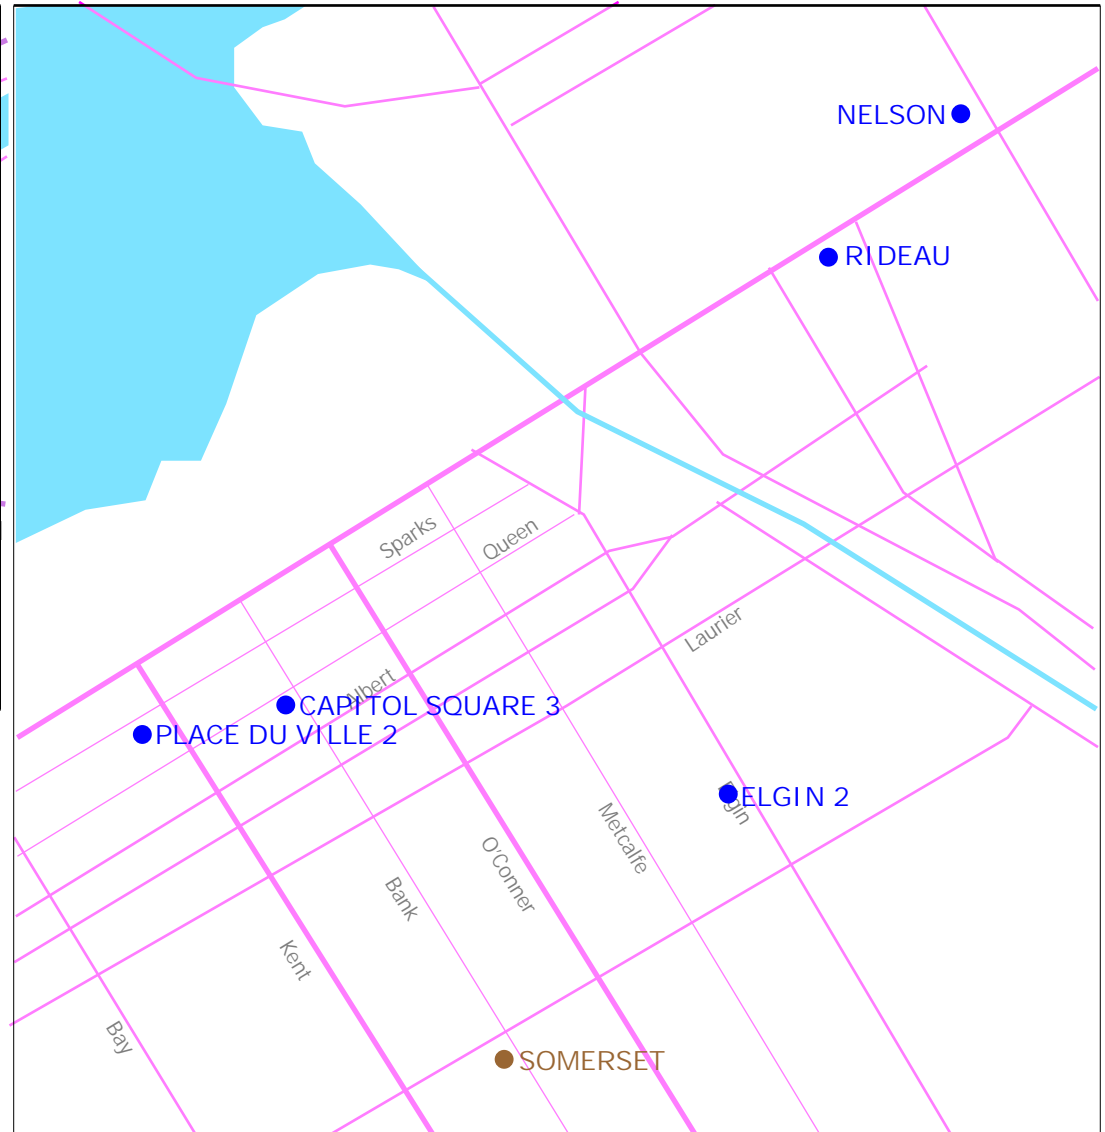 NELSON
RIDEAU
Sparks
Queen
Laurier
Albert
CAPITOL SQUARE 3
PLACE DU VILLE 2
ELGIN 2
Elgin
Metcalfe
O'Conner
Bank
Kent
Bay
SOMERSET